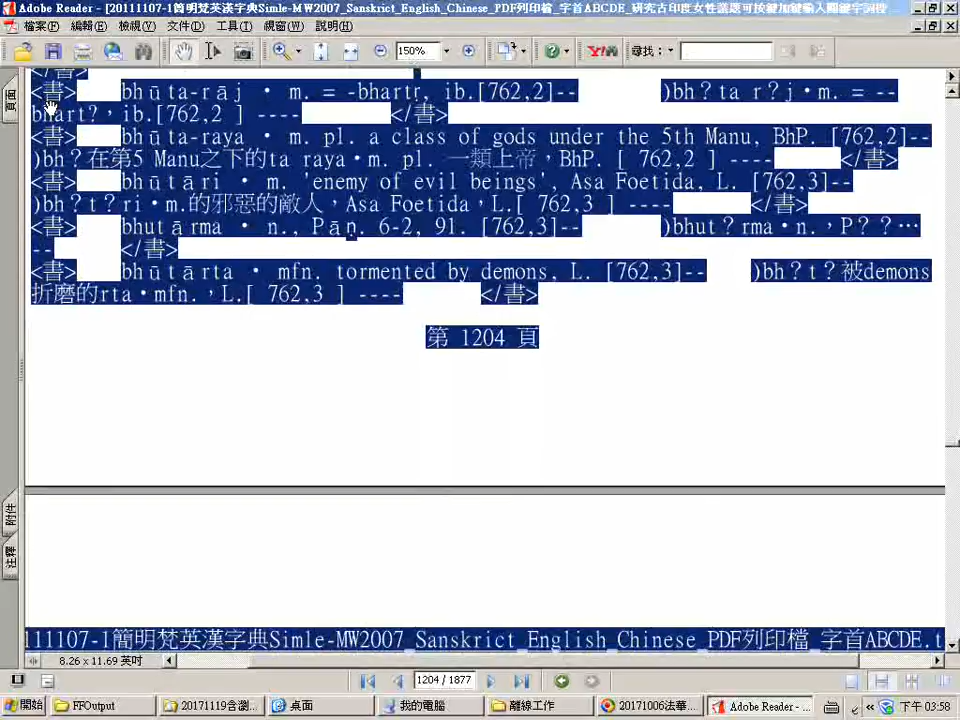 Adobe Reader - [20111107-1簡明梵英漢字典Simle-MW2007_Sanskrict_English_Chinese_PDF列印檔_字首ABCDE_研究古印度女性議題可按鍵加鍵輸入關鍵字詞搜
檔案(F) 編輯(E) 檢視(V) 文件(D) 工具(T) 視窗(W) 說明(H)
150% Y! 尋找：
頁面
</書>
<書> bhūta-rāj · m. = -bhartṛ, ib.[762,2]-- )bh？ta r？j·m. = --
bhart?，ib.[762,2 ] ---- </書>
<書> bhūta-raya · m. pl. a class of gods under the 5th Manu, BhP. [762,2]--
)bh？在第5 Manu之下的ta raya·m. pl. 一類上帝，BhP. [ 762,2 ] ---- </書>
<書> bhūtāri · m. 'enemy of evil beings', Asa Foetida, L. [762,3]--
)bh？t？ri·m.的邪惡的敵人，Asa Foetida，L.[ 762,3 ] ---- </書>
<書> bhutārma · n., Pāṇ. 6-2, 91. [762,3]-- )bhut？rma·n.，P？？…
-- </書>
<書> bhūtārta · mfn. tormented by demons, L. [762,3]-- )bh？t？被demons
折磨的rta·mfn.，L.[ 762,3 ] ---- </書>
第 1204 頁
附件
注釋
111107-1簡明梵英漢字典Simle-MW2007_Sanskrict_English_Chinese_PDF列印檔_字首ABCDE.t
8.26 x 11.69 英吋
1204 / 1877
開始 FFOutput 20171119含瀏... 桌面 我的電腦 離線工作 20171006法華... Adobe Reader - ... 下午 03:58